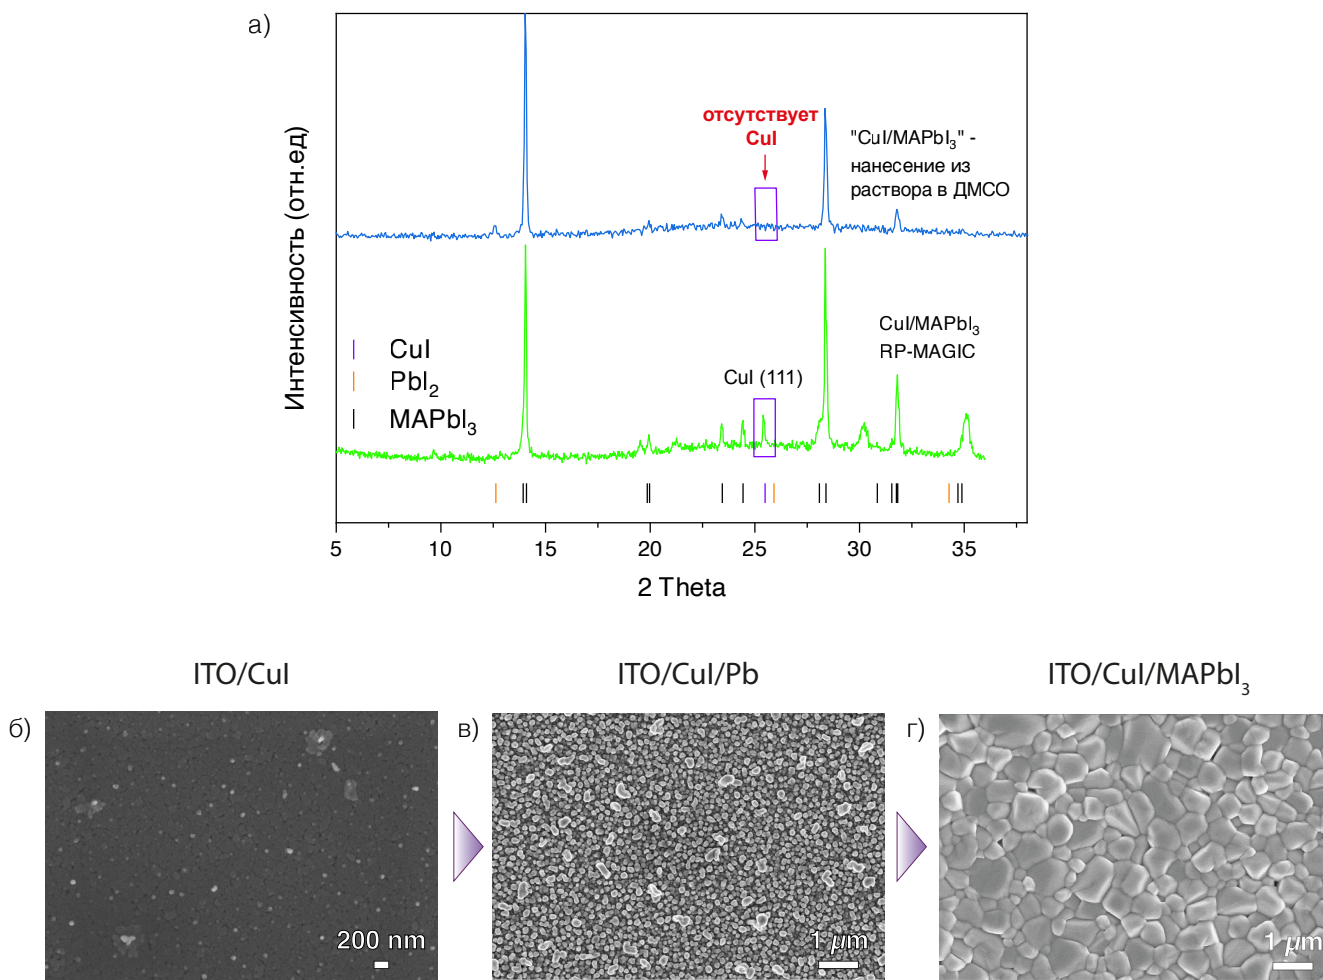 а)
Интенсивность (отн.ед)
отсутствует
CuI
"CuI/MAPbI₃" -
нанесение из
раствора в ДМСО
CuI/MAPbI₃
RP-MAGIC
CuI (111)
CuI
PbI₂
MAPbI₃
5 10 15 20 25 30 35
2 Theta
ITO/CuI
ITO/CuI/Pb
ITO/CuI/MAPbI₃
б)
в)
г)
200 nm
1 µm
1 µm